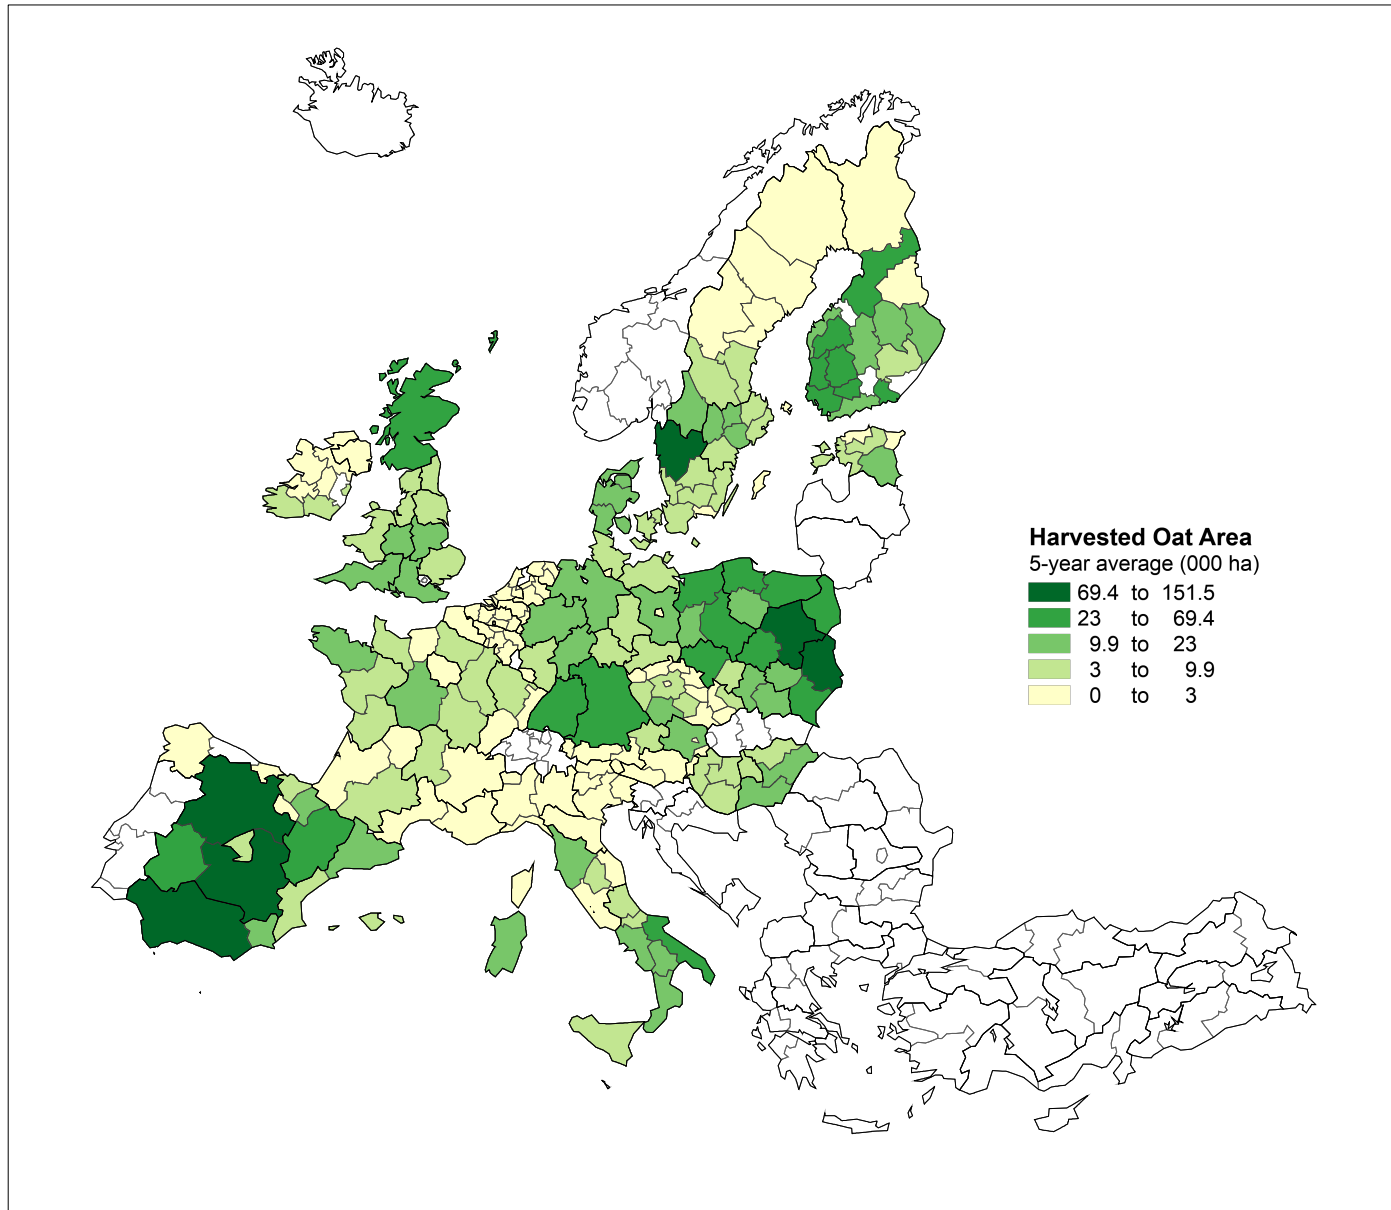 Harvested Oat Area
5-year average (000 ha)
69.4 to 151.5
23 to 69.4
9.9 to 23
3 to 9.9
0 to 3